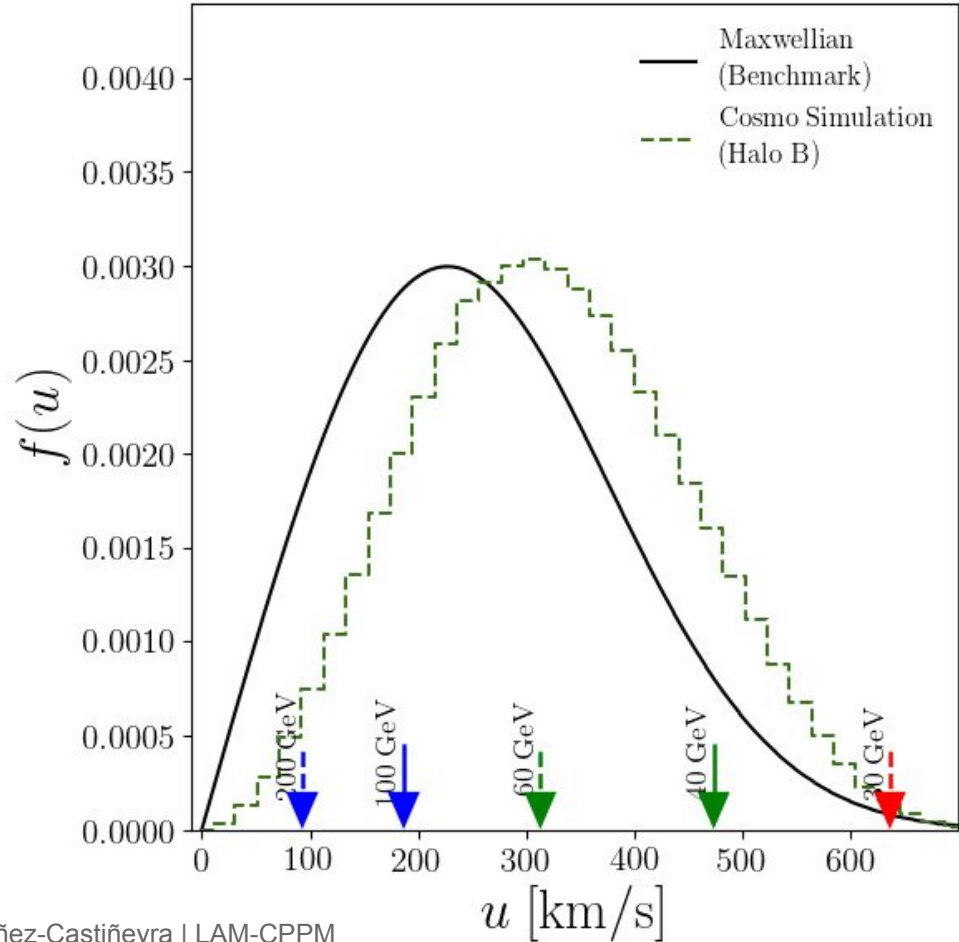 Maxwellian
(Benchmark)
Cosmo Simulation
(Halo B)
0.0040
0.0035
0.0030
0.0025
0.0020
0.0015
0.0010
0.0005
0.0000
f(u)
200 GeV
100 GeV
60 GeV
40 GeV
0 100 200 300 400 500 600
u [km/s]
ñez-Castiñeyra | LAM-CPPM